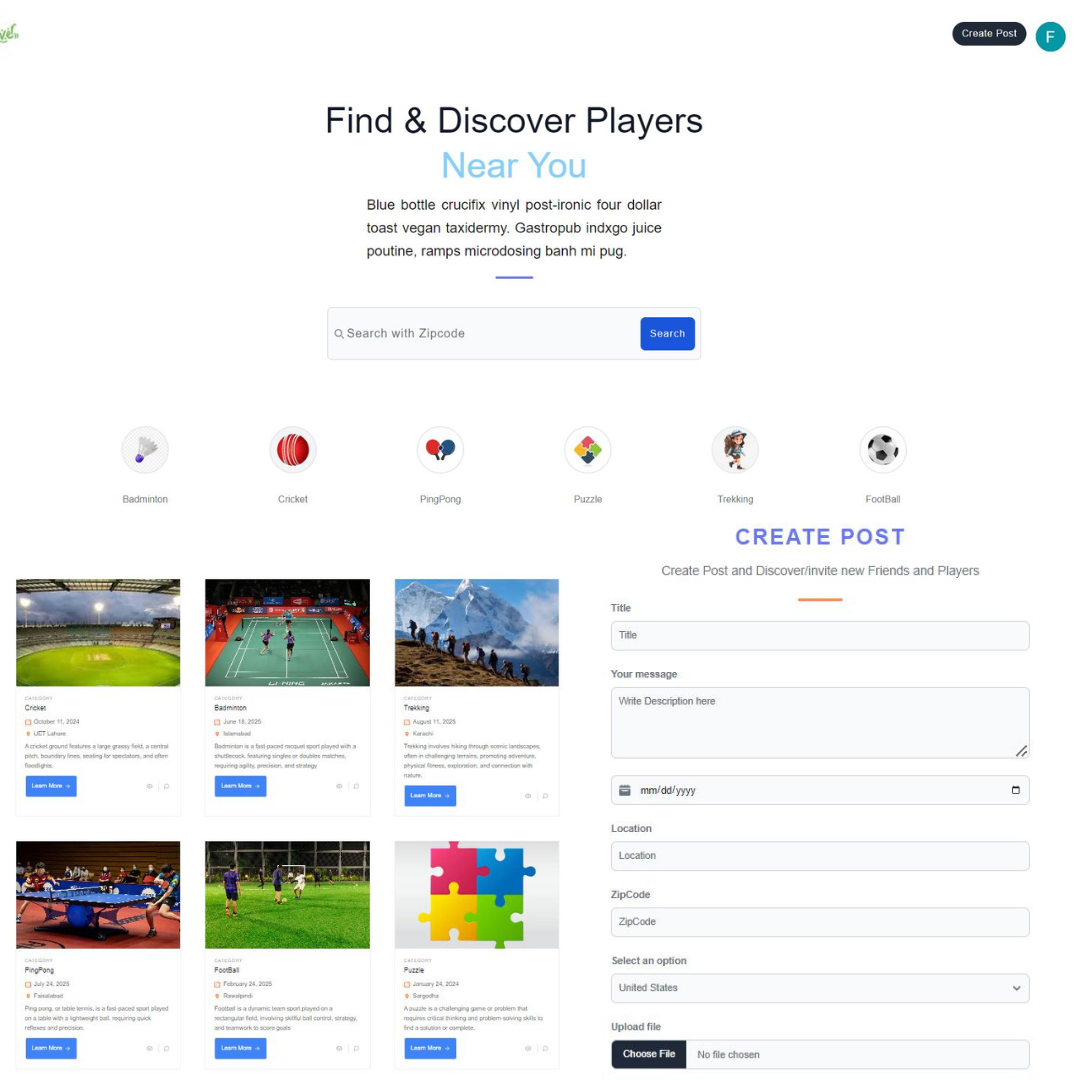 Create Post
F
Find & Discover Players
Near You
Blue bottle crucifix vinyl post-ironic four dollar
toast vegan taxidermy. Gastropub indxgo juice
poutine, ramps microdosing banh mi pug.
Search with Zipcode
Search
Badminton
Cricket
PingPong
Puzzle
Trekking
FootBall
CATEGORY
Cricket
October 11, 2024
UET Lahore
A cricket ground features a large grassy field, a central
pitch, boundary lines, seating for spectators, and often
floodlights.
Learn More →
CATEGORY
Badminton
June 18, 2025
Islamabad
Badminton is a fast-paced racquet sport played with a
shuttlecock, featuring singles or doubles matches,
requiring agility, precision, and strategy
Learn More →
LI-NING
CATEGORY
Trekking
August 11, 2025
Karachi
Trekking involves hiking through scenic landscapes,
often in challenging terrains, promoting adventure,
physical fitness, exploration, and connection with
nature.
Learn More →
CATEGORY
PingPong
July 24, 2025
Faisalabad
Ping pong, or table tennis, is a fast-paced sport played
on a table with a lightweight ball, requiring quick
reflexes and precision.
Learn More →
CATEGORY
FootBall
February 24, 2025
Rawalpindi
Football is a dynamic team sport played on a
rectangular field, involving skillful ball control, strategy,
and teamwork to score goals
Learn More →
CATEGORY
Puzzle
January 24, 2024
Sargodha
A puzzle is a challenging game or problem that
requires critical thinking and problem-solving skills to
find a solution or complete.
Learn More →
CREATE POST
Create Post and Discover/invite new Friends and Players
Title
Title
Your message
Write Description here
mm/dd/yyyy
Location
Location
ZipCode
ZipCode
Select an option
United States
Upload file
Choose File
No file chosen